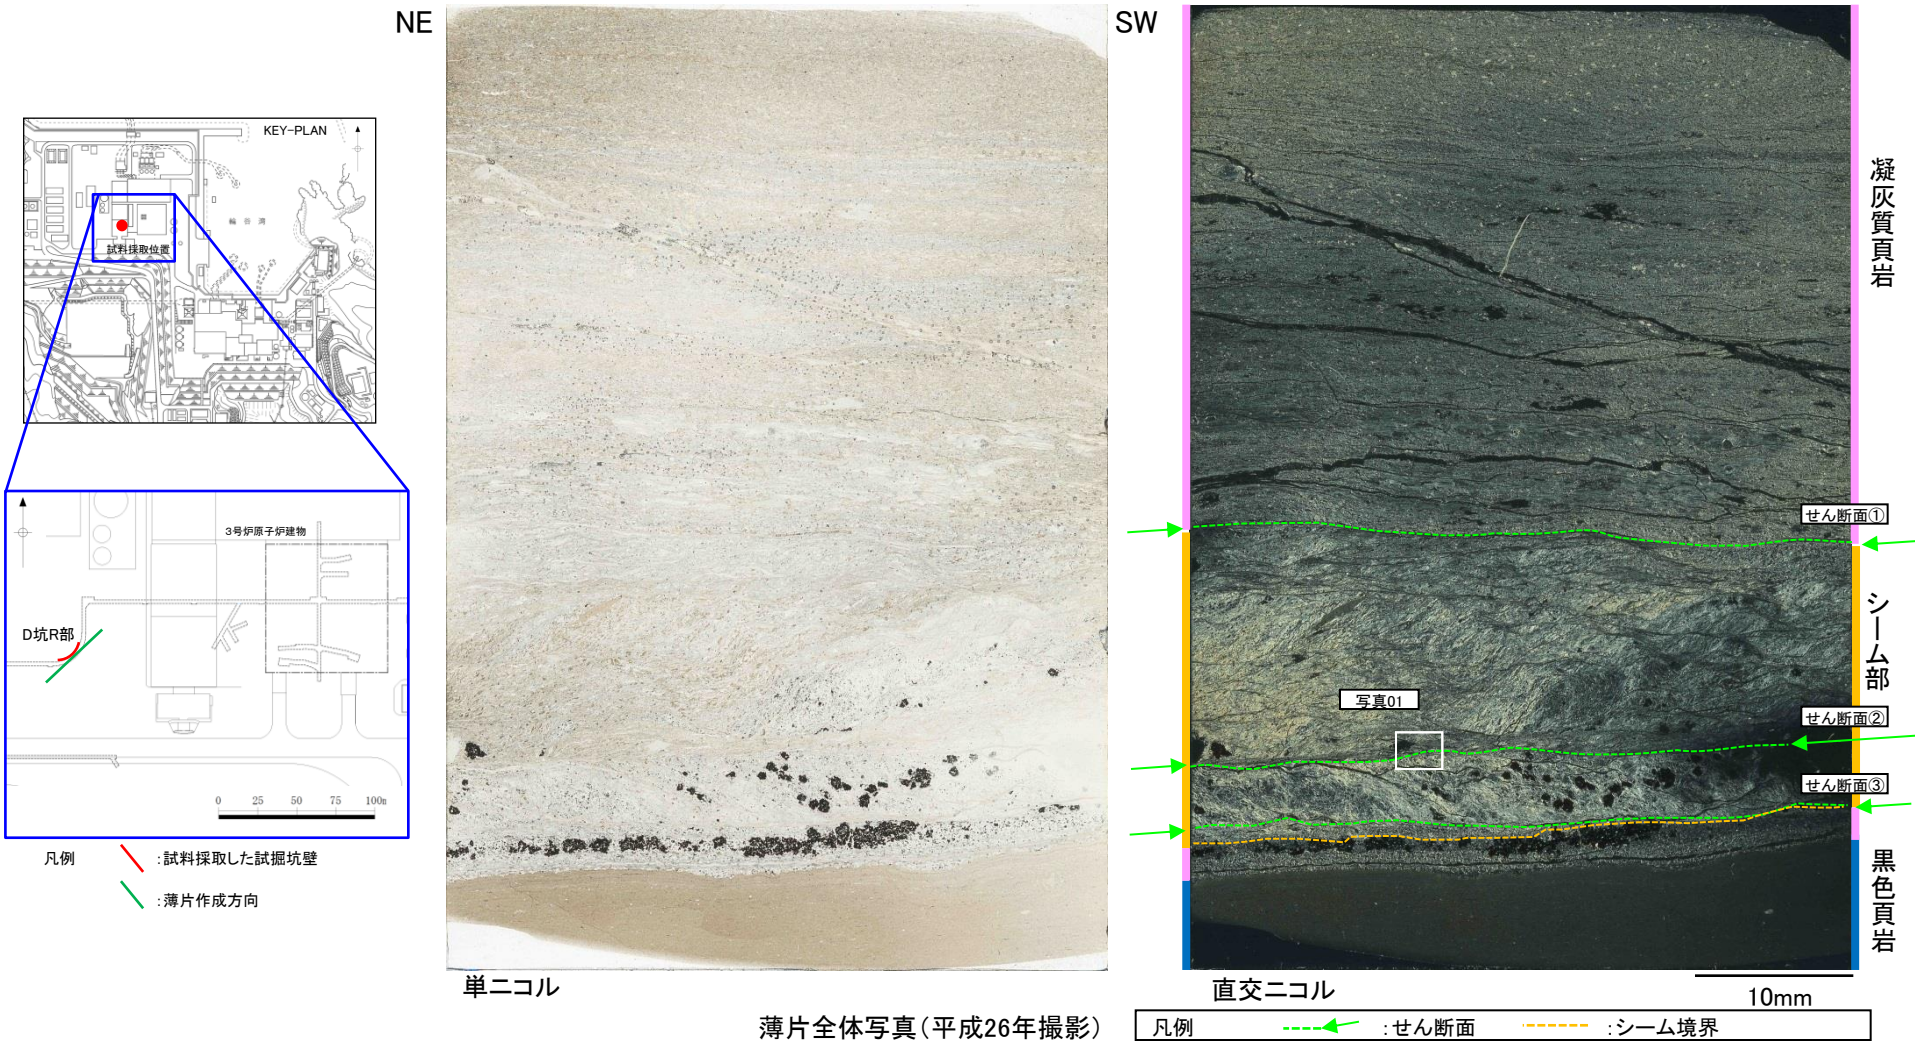 NE
SW
KEY-PLAN
輪谷湾
試料採取位置
3号炉原子炉建物
D坑R部
0 25 50 75 100m
凡例
:試料採取した試掘坑壁
:薄片作成方向
単ニコル
直交ニコル
10mm
凝灰質頁岩
シーム部
黒色頁岩
せん断面①
写真01
せん断面②
せん断面③
薄片全体写真(平成26年撮影)
凡例
:せん断面
:シーム境界